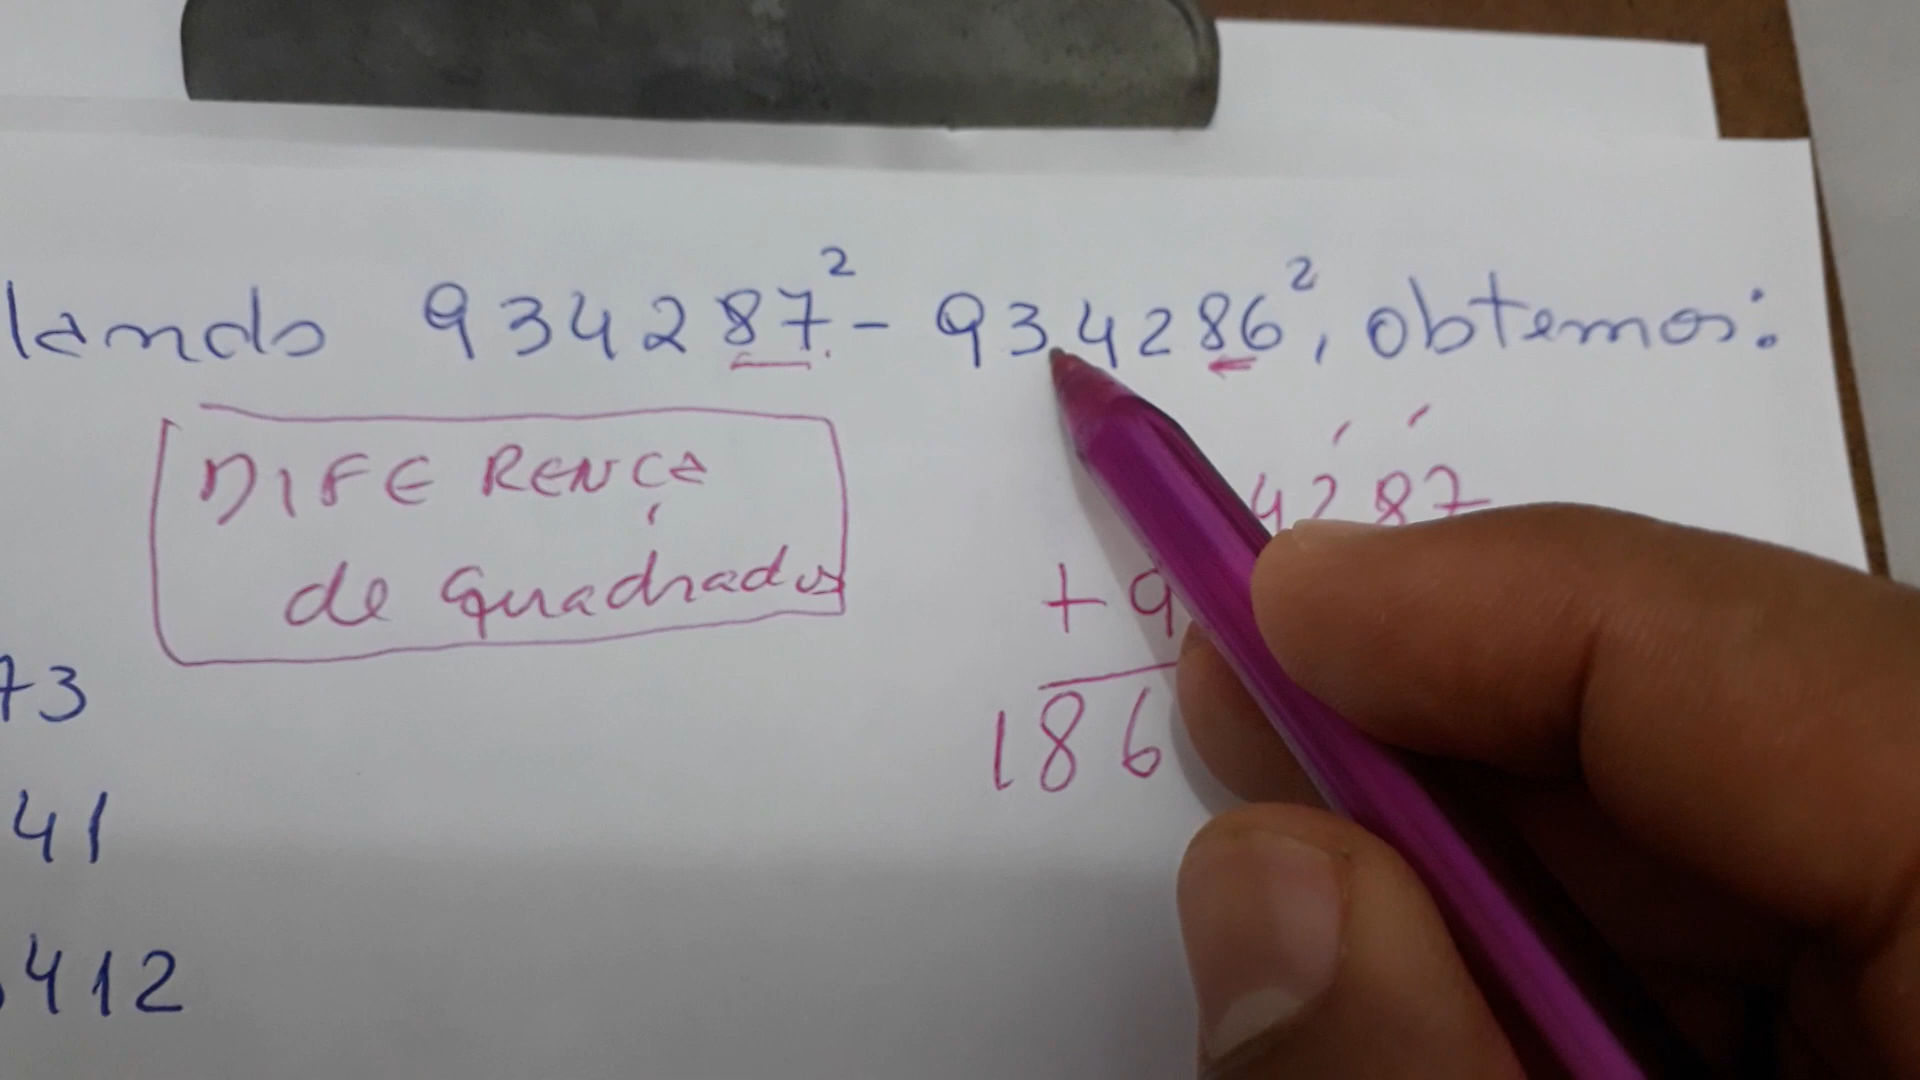 lando 934287² - 934286², obtemos:
DIFERENÇA
de Quadrados
4287
+ 9
186
73
41
412